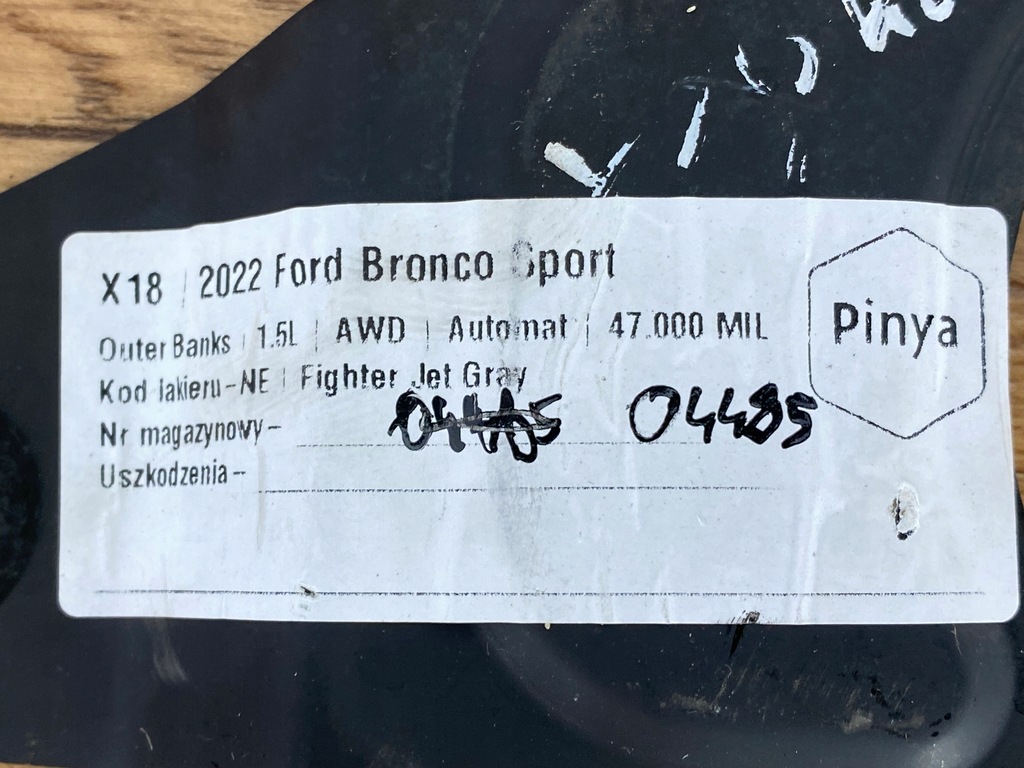 X18 | 2022 Ford Bronco Sport
Outer Banks | 1.5L | AWD | Automat | 47.000 MIL
Kod lakieru-NE | Fighter Jet Gray
Nr magazynowy- 04485
Uszkodzenia-
Pinya